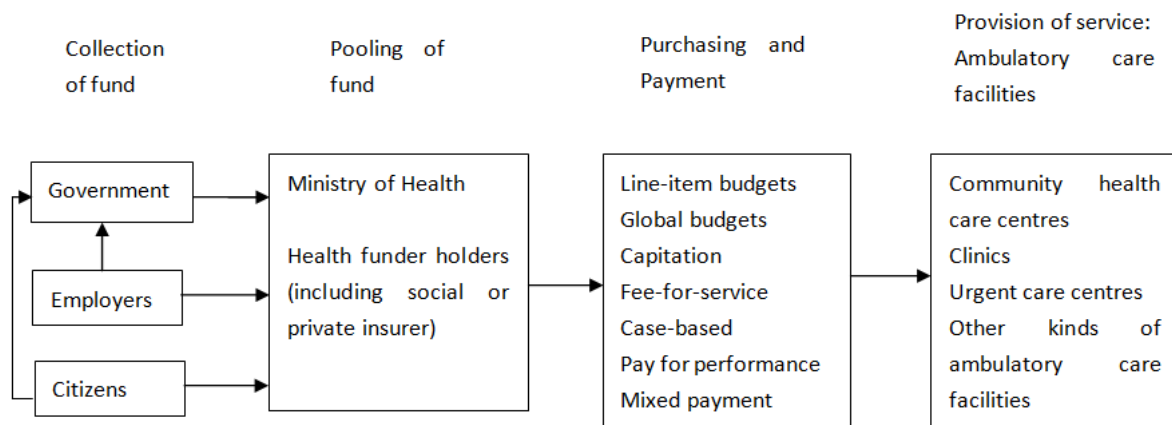 Collection
of fund
Pooling of
fund
Purchasing and
Payment
Provision of service:
Ambulatory care
facilities
Government
Employers
Citizens
Ministry of Health
Health funder holders
(including social or
private insurer)
Line-item budgets
Global budgets
Capitation
Fee-for-service
Case-based
Pay for performance
Mixed payment
Community health
care centres
Clinics
Urgent care centres
Other kinds of
ambulatory care
facilities